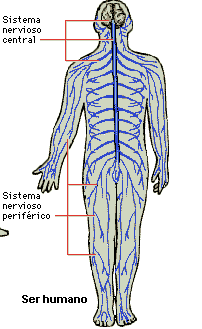 Sistema
nervioso
central
Sistema
nervioso
periférico
Ser humano